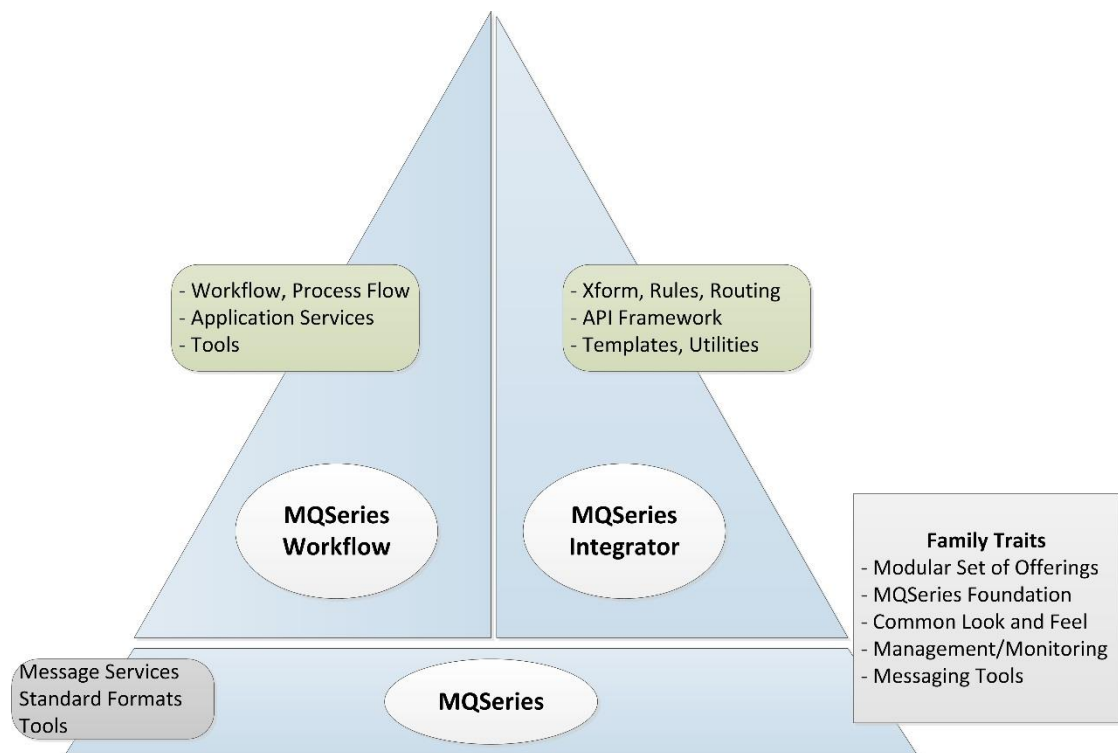 - Workflow, Process Flow
- Application Services
- Tools
- Xform, Rules, Routing
- API Framework
- Templates, Utilities
MQSeries
Workflow
MQSeries
Integrator
Family Traits
- Modular Set of Offerings
- MQSeries Foundation
- Common Look and Feel
- Management/Monitoring
- Messaging Tools
Message Services
Standard Formats
Tools
MQSeries